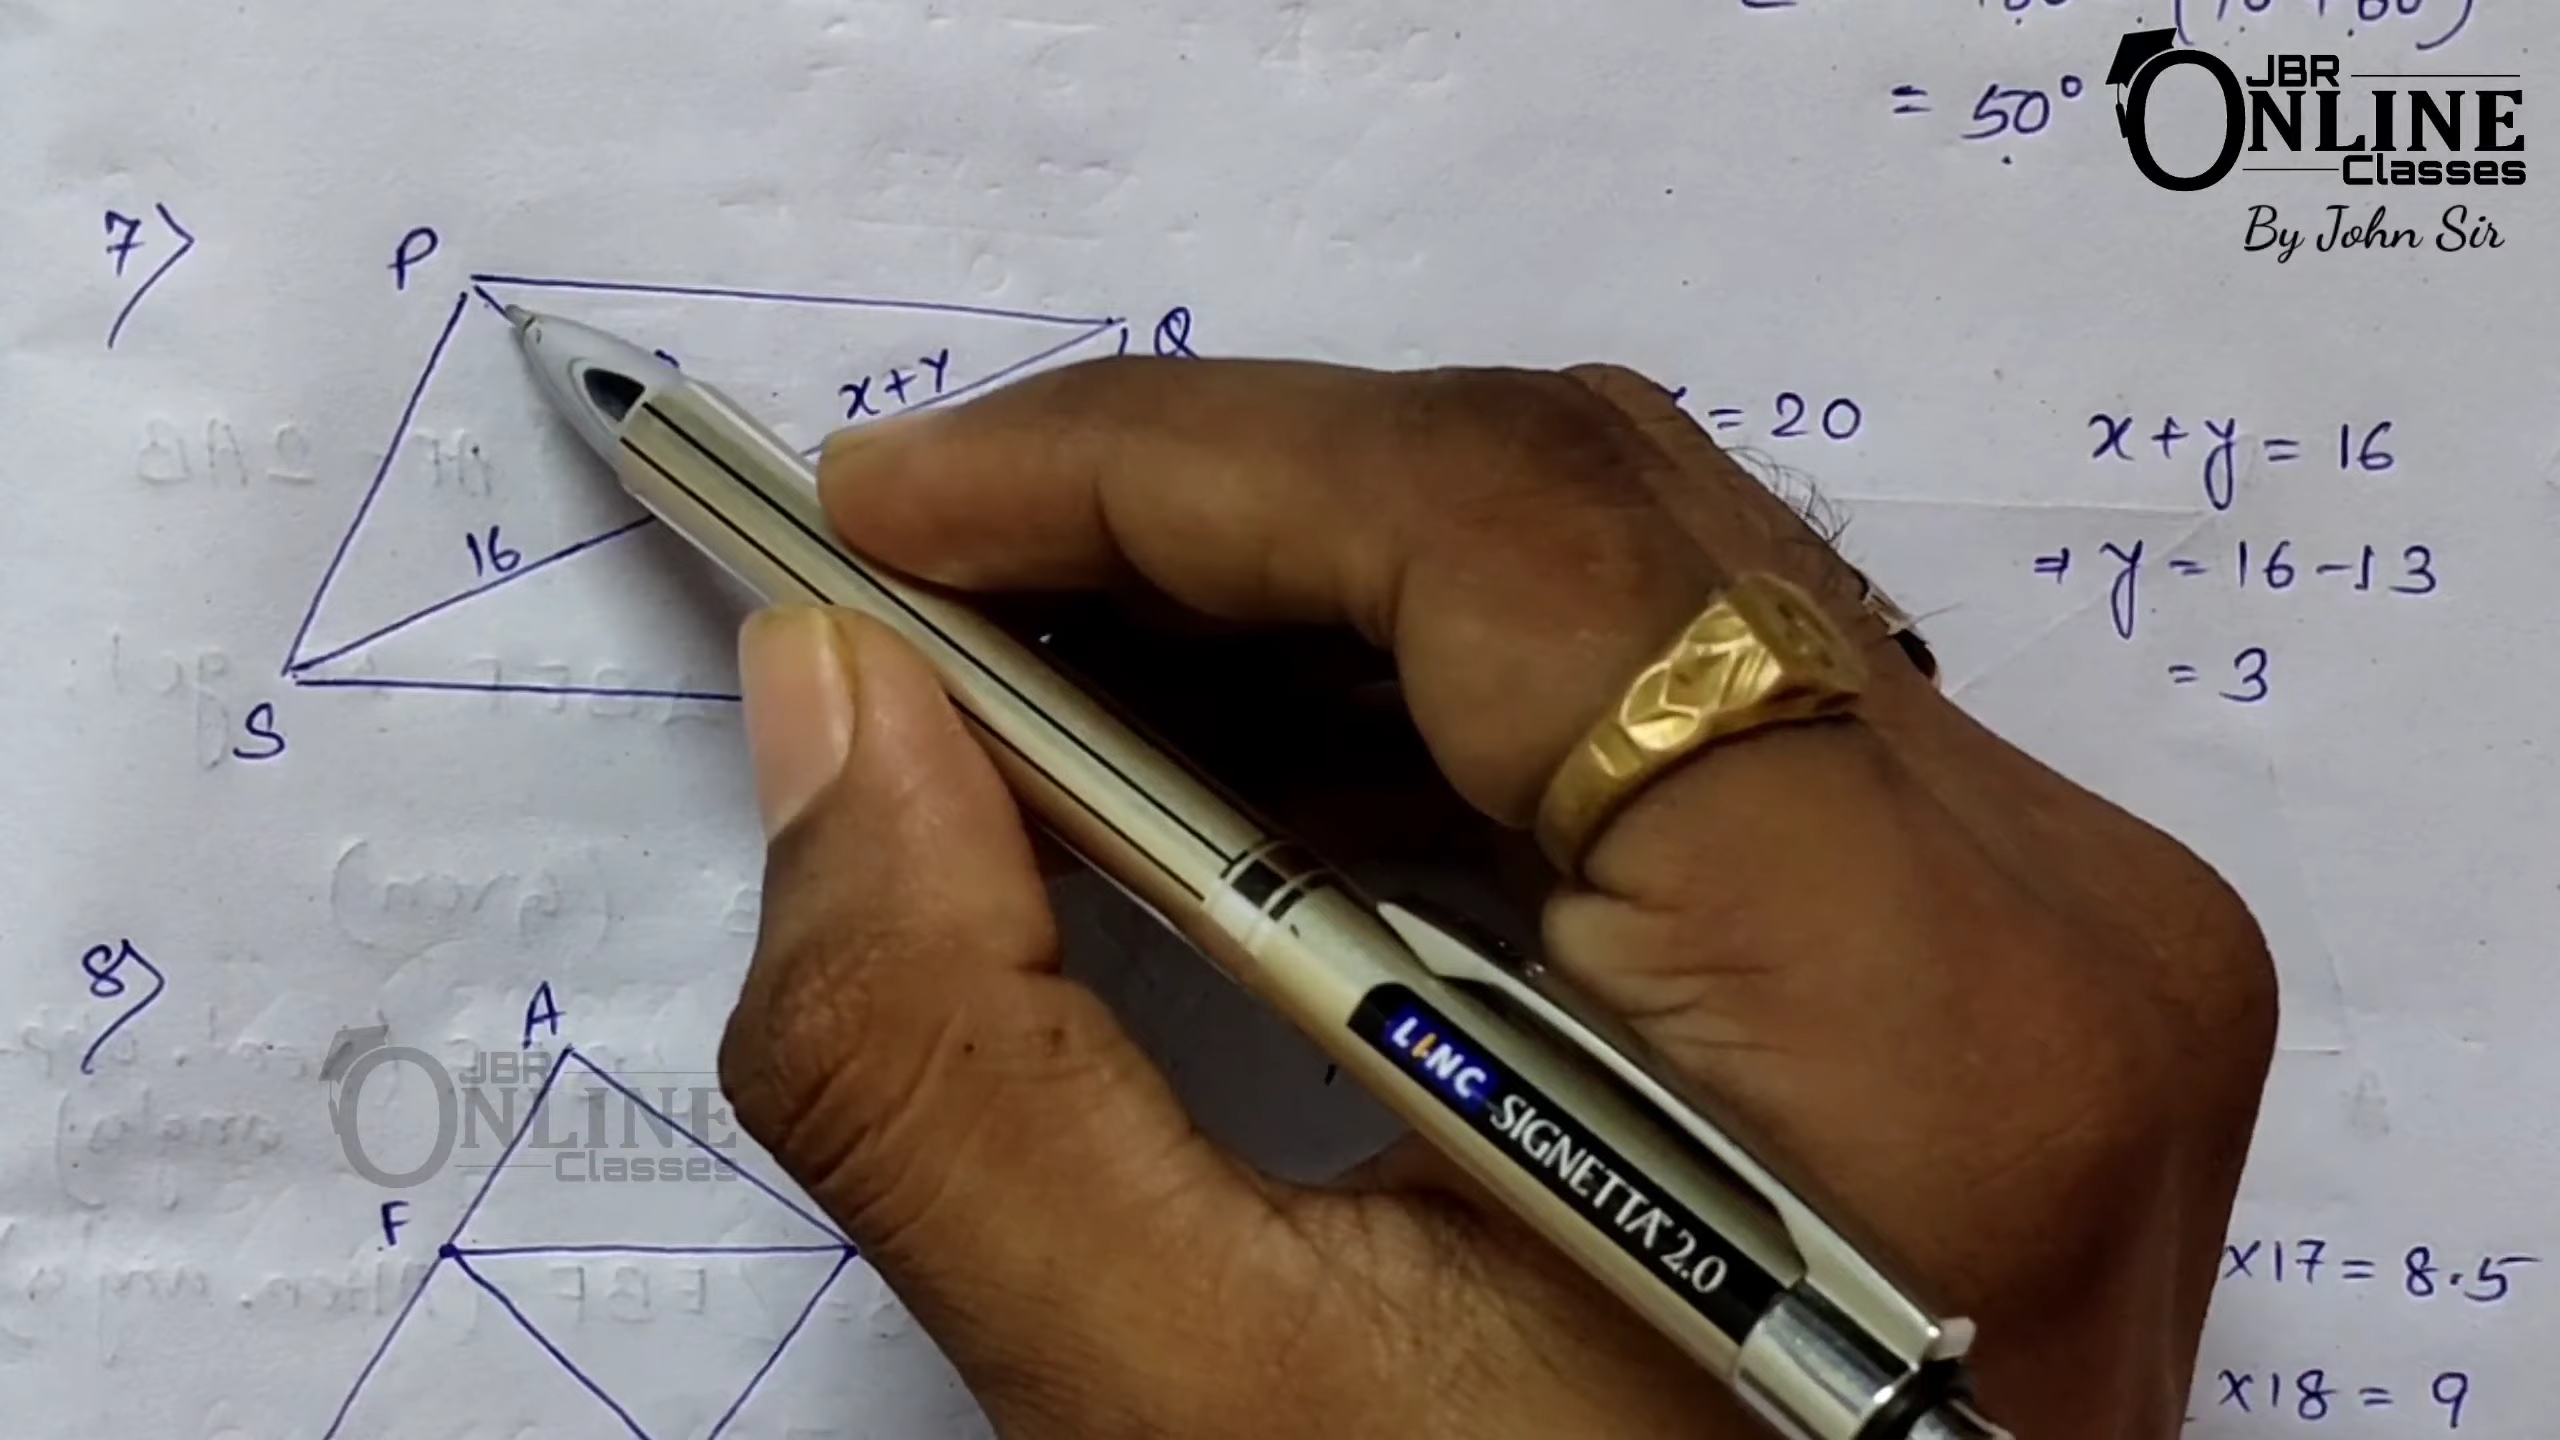 = 50°
JBR
ONLINE
Classes
By John Sir
7)
P
Q
x+y
16
S
= 20
x+y = 16
⇒ y = 16-13
= 3
8)
A
JBR
ONLINE
Classes
F
LINC SIGNETTA 2.0
x17 = 8.5
x18 = 9